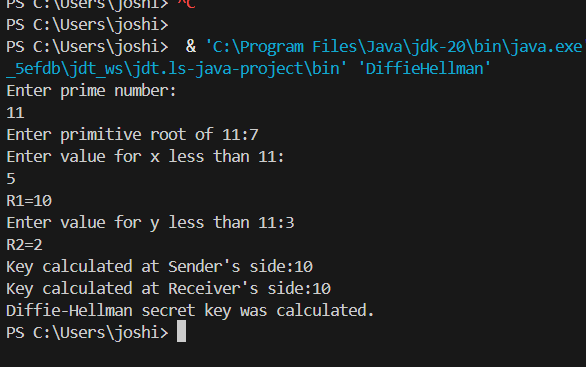 PS C:\Users\joshi> ^C
PS C:\Users\joshi>
PS C:\Users\joshi>  & 'C:\Program Files\Java\jdk-20\bin\java.exe
_5efdb\jdt_ws\jdt.ls-java-project\bin' 'DiffieHellman'
Enter prime number:
11
Enter primitive root of 11:7
Enter value for x less than 11:
5
R1=10
Enter value for y less than 11:3
R2=2
Key calculated at Sender's side:10
Key calculated at Receiver's side:10
Diffie-Hellman secret key was calculated.
PS C:\Users\joshi>